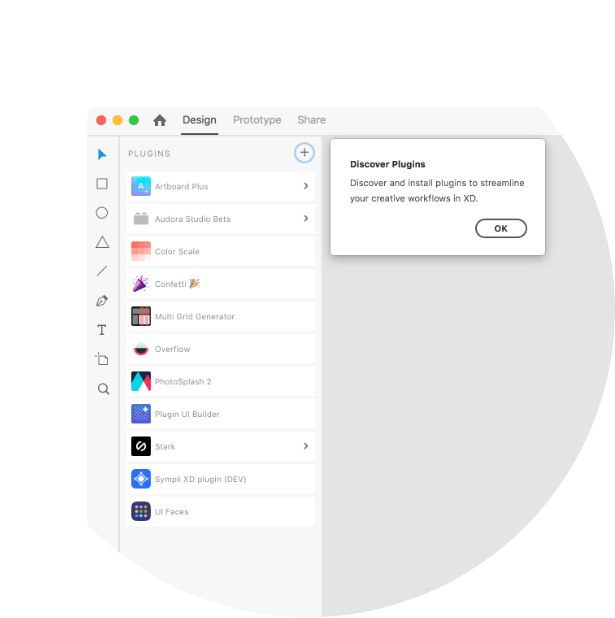 Design Prototype Share
PLUGINS
Artboard Plus
Audora Studio Beta
Color Scale
Confetti 🎉
Multi Grid Generator
Overflow
PhotoSplash 2
Plugin UI Builder
Stark
Sympli XD plugin (DEV)
UI Faces
Discover Plugins
Discover and install plugins to streamline
your creative workflows in XD.
OK